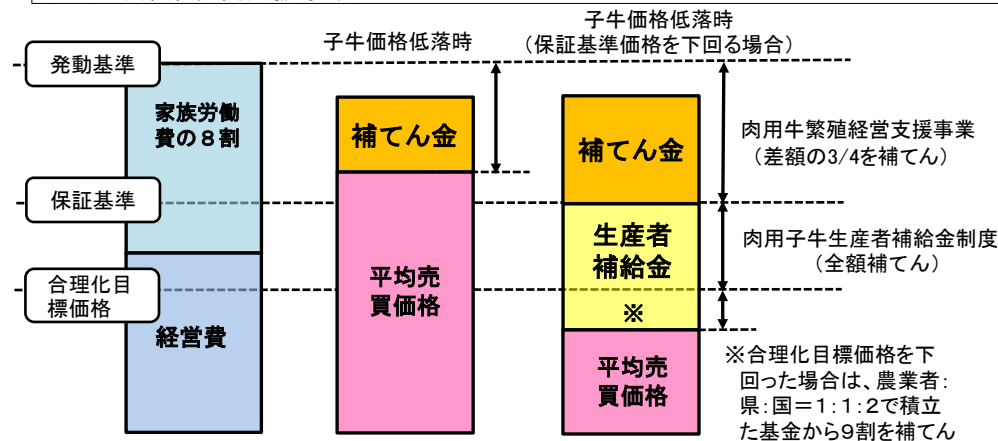 子牛価格低落時
子牛価格低落時
（保証基準価格を下回る場合）
発動基準
家族労働
費の８割
補てん金
補てん金
肉用牛繁殖経営支援事業
（差額の3/4を補てん）
保証基準
生産者
補給金
※
肉用子牛生産者補給金制度
（全額補てん）
平均売
買価格
合理化目
標価格
経営費
平均売
買価格
※合理化目標価格を下
回った場合は、農業者：
県：国＝１：１：２で積立
た基金から９割を補てん